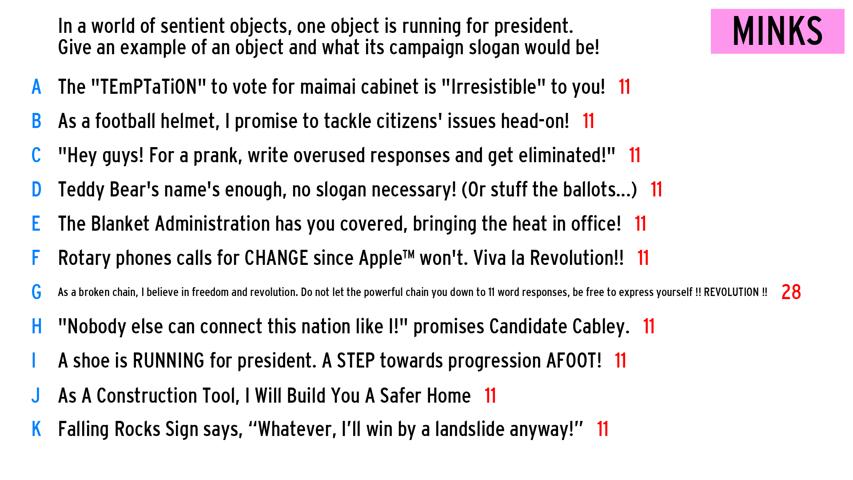 In a world of sentient objects, one object is running for president.
Give an example of an object and what its campaign slogan would be!
MINKS
A The "TEmPTaTiON" to vote for maimai cabinet is "Irresistible" to you! 11
B As a football helmet, I promise to tackle citizens' issues head-on! 11
C "Hey guys! For a prank, write overused responses and get eliminated!" 11
D Teddy Bear's name's enough, no slogan necessary! (Or stuff the ballots...) 11
E The Blanket Administration has you covered, bringing the heat in office! 11
F Rotary phones calls for CHANGE since Apple™ won't. Viva la Revolution!! 11
G As a broken chain, I believe in freedom and revolution. Do not let the powerful chain you down to 11 word responses, be free to express yourself !! REVOLUTION !! 28
H "Nobody else can connect this nation like I!" promises Candidate Cabley. 11
I A shoe is RUNNING for president. A STEP towards progression AFOOT! 11
J As A Construction Tool, I Will Build You A Safer Home 11
K Falling Rocks Sign says, “Whatever, I’ll win by a landslide anyway!” 11